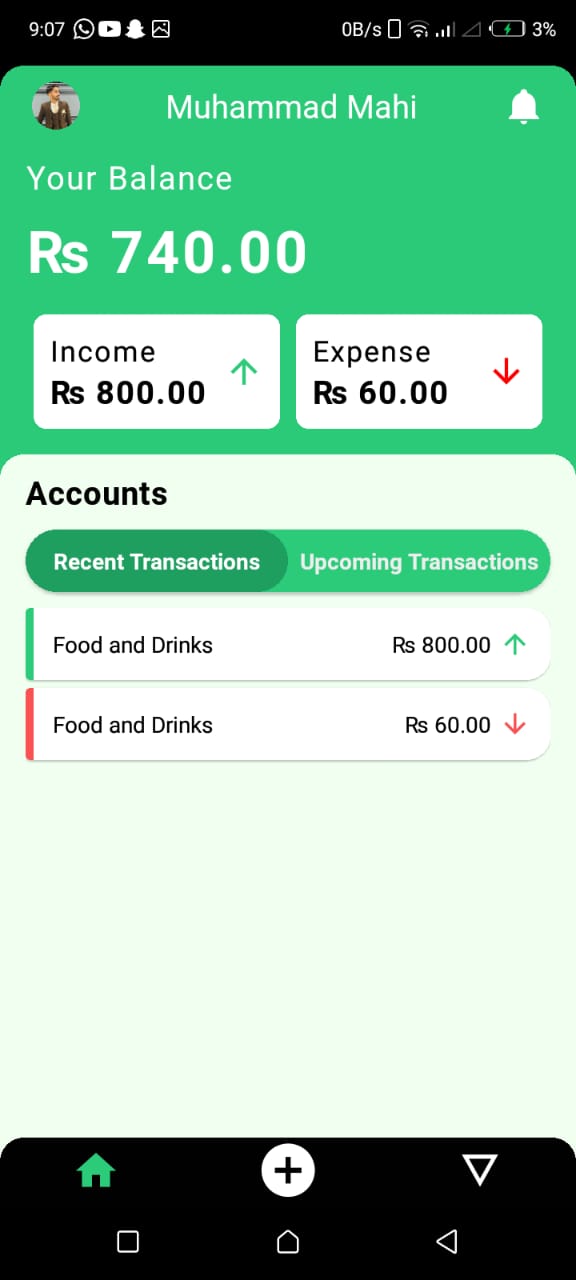 9:07 0B/s 3%
Muhammad Mahi
Your Balance
₨ 740.00
Income
₨ 800.00
Expense
₨ 60.00
Accounts
Recent Transactions Upcoming Transactions
Food and Drinks ₨ 800.00
Food and Drinks ₨ 60.00